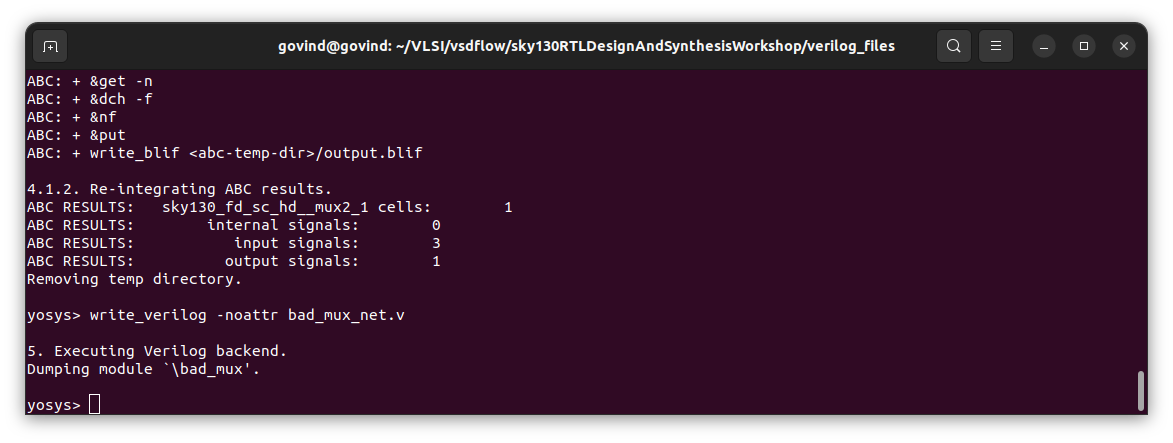 govind@govind: ~/VLSI/vsdflow/sky130RTLDesignAndSynthesisWorkshop/verilog_files
ABC: + &get -n
ABC: + &dch -f
ABC: + &nf
ABC: + &put
ABC: + write_blif <abc-temp-dir>/output.blif
4.1.2. Re-integrating ABC results.
ABC RESULTS:   sky130_fd_sc_hd__mux2_1 cells:        1
ABC RESULTS:        internal signals:        0
ABC RESULTS:           input signals:        3
ABC RESULTS:          output signals:        1
Removing temp directory.
yosys> write_verilog -noattr bad_mux_net.v
5. Executing Verilog backend.
Dumping module `\bad_mux'.
yosys>